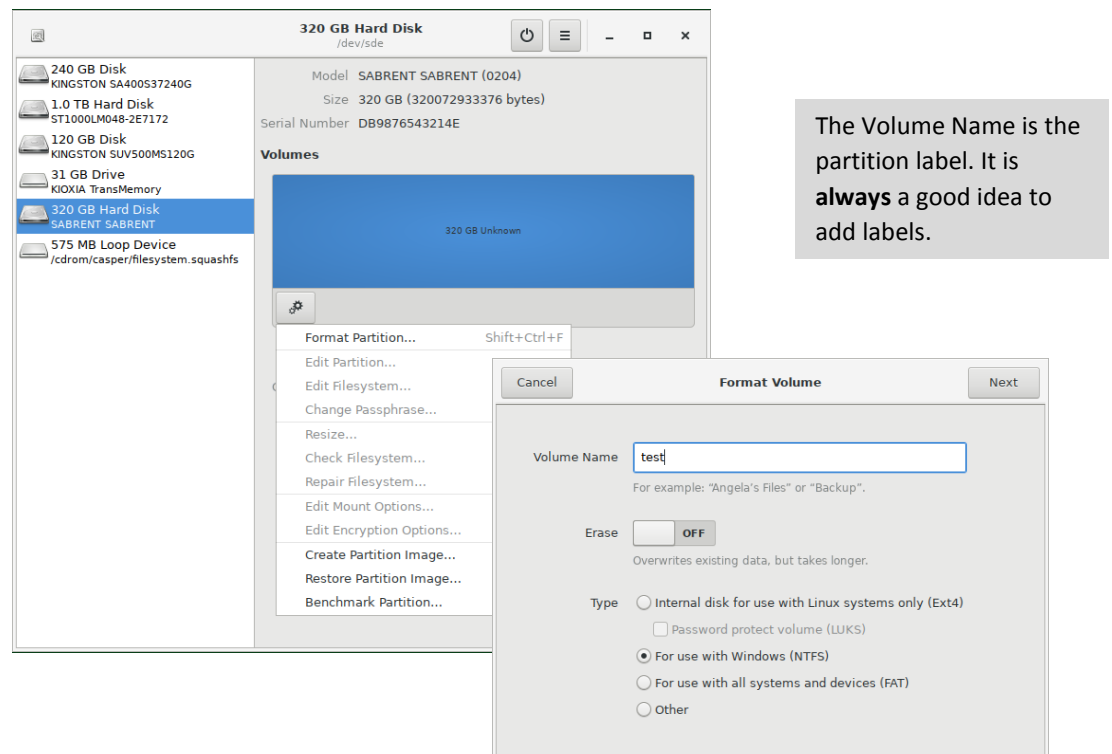 320 GB Hard Disk
/dev/sde
240 GB Disk
KINGSTON SA400S37240G
1.0 TB Hard Disk
ST1000LM048-2E7172
120 GB Disk
KINGSTON SUV500MS120G
31 GB Drive
KIOXIA TransMemory
320 GB Hard Disk
SABRENT SABRENT
575 MB Loop Device
/cdrom/casper/filesystem.squashfs
Model SABRENT SABRENT (0204)
Size 320 GB (320072933376 bytes)
Serial Number DB9876543214E
Volumes
320 GB Unknown
Format Partition... Shift+Ctrl+F
Edit Partition...
Edit Filesystem...
Change Passphrase...
Resize...
Check Filesystem...
Repair Filesystem...
Edit Mount Options...
Edit Encryption Options...
Create Partition Image...
Restore Partition Image...
Benchmark Partition...
The Volume Name is the
partition label. It is
always a good idea to
add labels.
Cancel Format Volume Next
Volume Name test
For example: “Angela’s Files” or “Backup”.
Erase OFF
Overwrites existing data, but takes longer.
Type Internal disk for use with Linux systems only (Ext4)
Password protect volume (LUKS)
For use with Windows (NTFS)
For use with all systems and devices (FAT)
Other